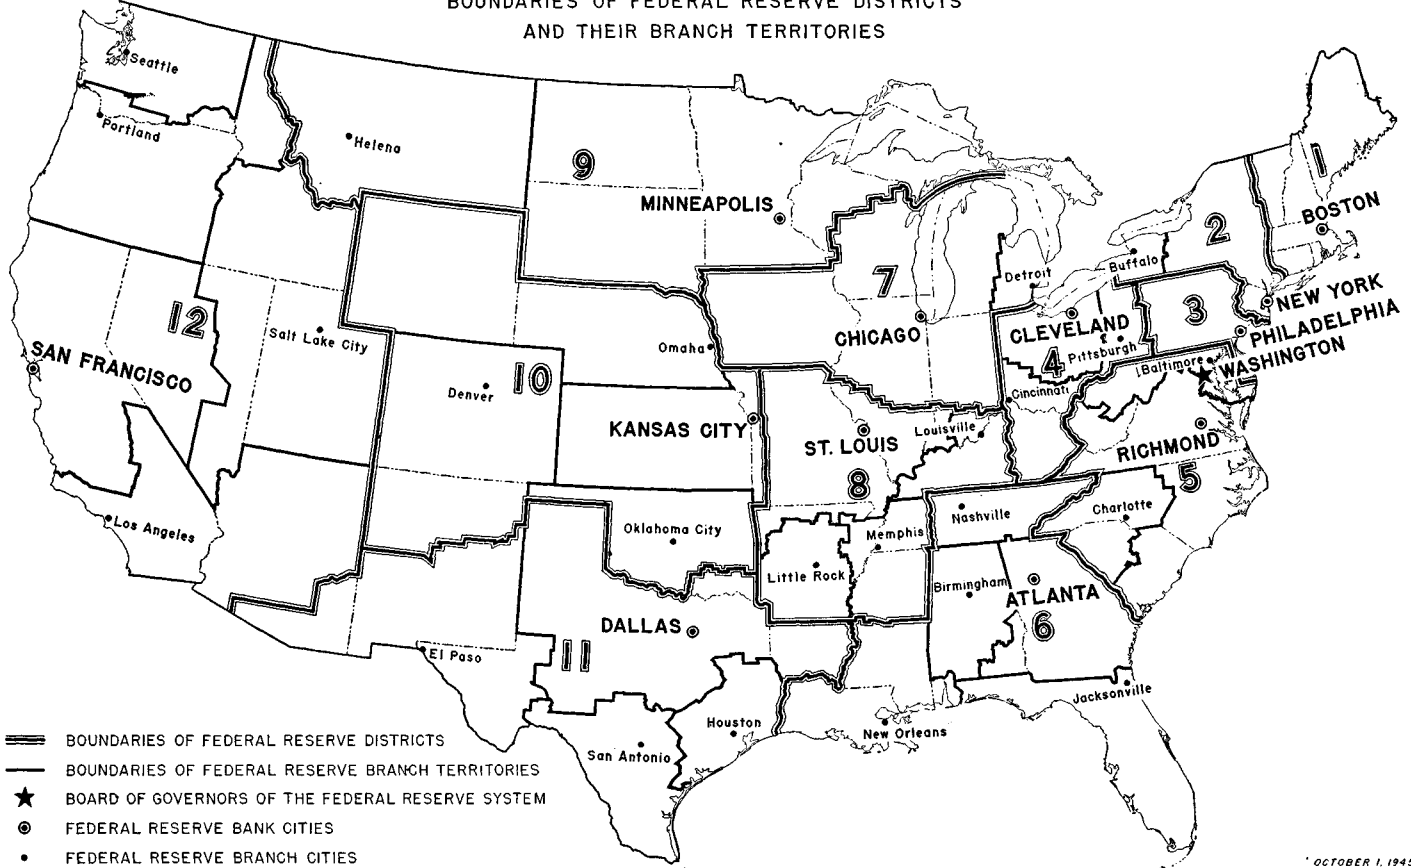 BOUNDARIES OF FEDERAL RESERVE DISTRICTS
AND THEIR BRANCH TERRITORIES
Seattle
Portland
Helena
9
1
MINNEAPOLIS
BOSTON
2
Buffalo
7
Detroit
NEW YORK
12
3
PHILADELPHIA
Salt Lake City
CHICAGO
CLEVELAND
WASHINGTON
SAN FRANCISCO
Omaha
4
Pittsburgh
Baltimore
10
Denver
Cincinnati
KANSAS CITY
ST. LOUIS
Louisville
RICHMOND
8
5
Los Angeles
Oklahoma City
Memphis
Nashville
Charlotte
Little Rock
Birmingham
ATLANTA
DALLAS
6
11
El Paso
Jacksonville
Houston
New Orleans
San Antonio
BOUNDARIES OF FEDERAL RESERVE DISTRICTS
BOUNDARIES OF FEDERAL RESERVE BRANCH TERRITORIES
BOARD OF GOVERNORS OF THE FEDERAL RESERVE SYSTEM
FEDERAL RESERVE BANK CITIES
FEDERAL RESERVE BRANCH CITIES
OCTOBER 1,